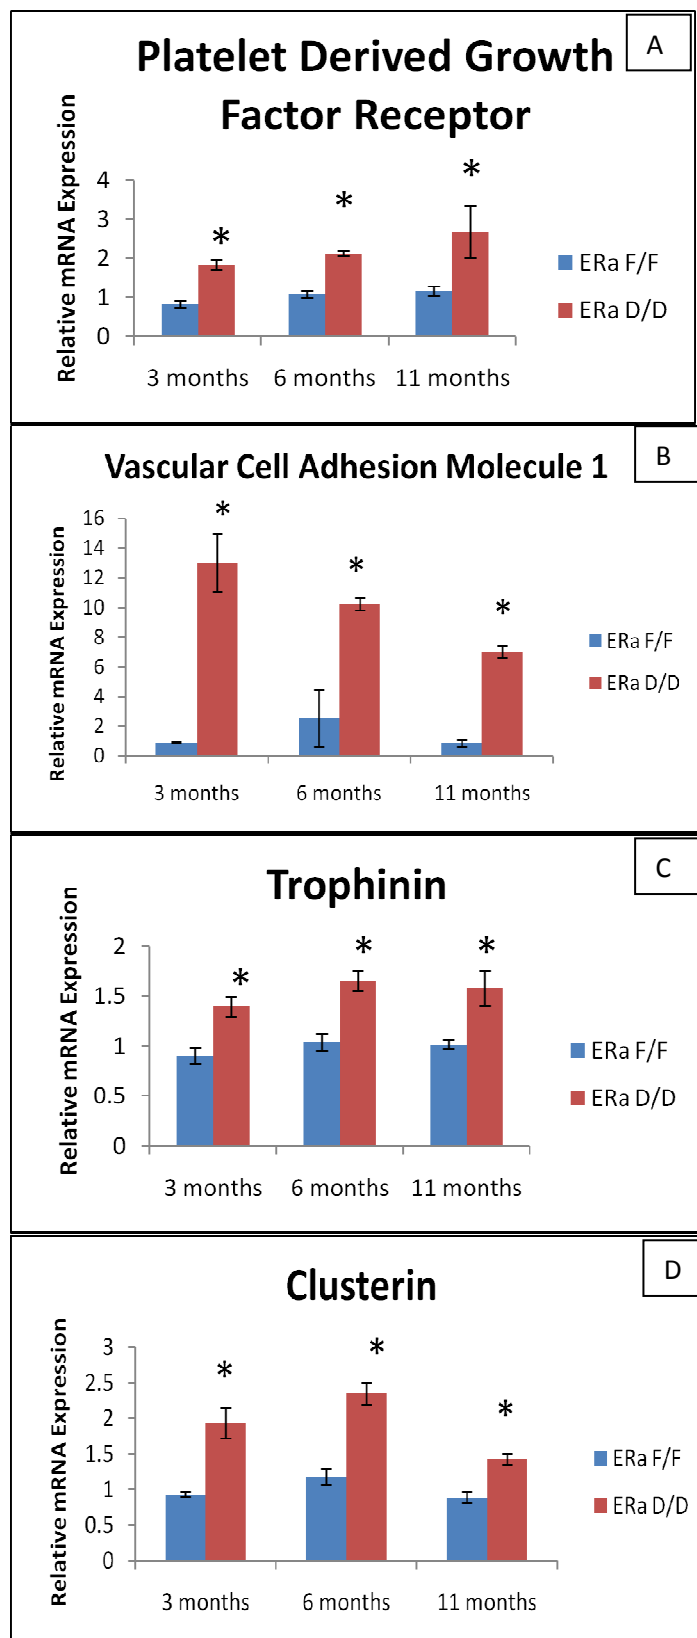 A
Platelet Derived Growth
Factor Receptor
Relative mRNA Expression
4
3
2
1
0
*
*
*
3 months
6 months
11 months
ERa F/F
ERa D/D
B
Vascular Cell Adhesion Molecule 1
Relative mRNA Expression
16
14
12
10
8
6
4
2
0
*
*
*
3 months
6 months
11 months
ERa F/F
ERa D/D
C
Trophinin
Relative mRNA Expression
2
1.5
1
0.5
0
*
*
*
3 months
6 months
11 months
ERa F/F
ERa D/D
D
Clusterin
Relative mRNA Expression
3
2.5
2
1.5
1
0.5
0
*
*
*
3 months
6 months
11 months
ERa F/F
ERa D/D